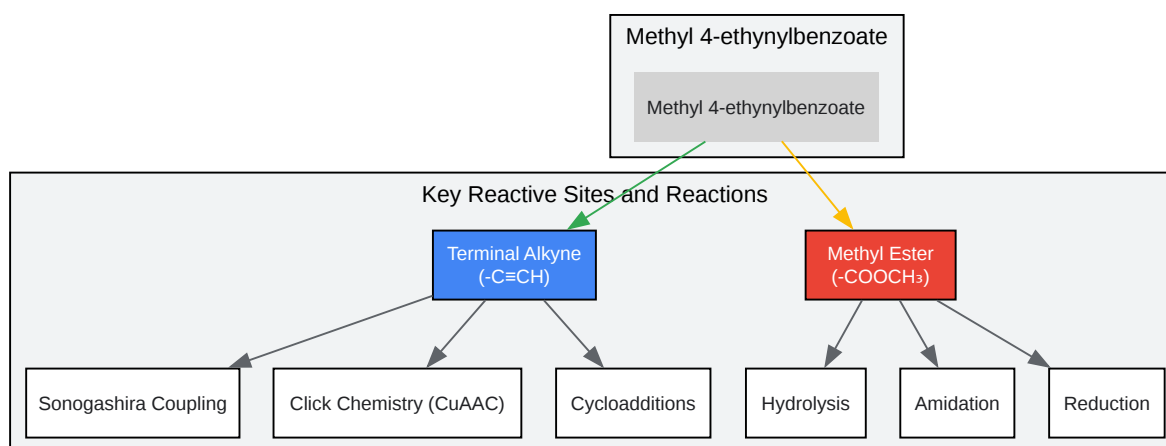 Methyl 4-ethynylbenzoate
Methyl 4-ethynylbenzoate
Key Reactive Sites and Reactions
Terminal Alkyne
(-C≡CH)
Methyl Ester
(-COOCH₃)
Sonogashira Coupling
Click Chemistry (CuAAC)
Cycloadditions
Hydrolysis
Amidation
Reduction